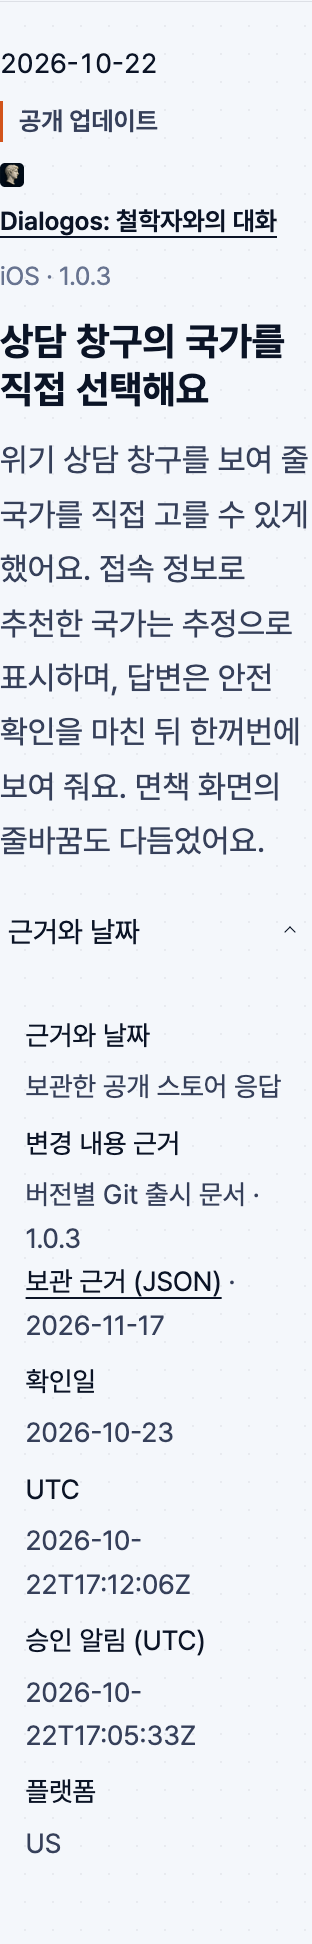 2026-10-22
공개 업데이트
Dialogos: 철학자와의 대화
iOS · 1.0.3
상담 창구의 국가를
직접 선택해요
위기 상담 창구를 보여 줄
국가를 직접 고를 수 있게
했어요. 접속 정보로
추천한 국가는 추정으로
표시하며, 답변은 안전
확인을 마친 뒤 한꺼번에
보여 줘요. 면책 화면의
줄바꿈도 다듬었어요.
근거와 날짜
근거와 날짜
보관한 공개 스토어 응답
변경 내용 근거
버전별 Git 출시 문서 ·
1.0.3
보관 근거 (JSON) ·
2026-11-17
확인일
2026-10-23
UTC
2026-10-
22T17:12:06Z
승인 알림 (UTC)
2026-10-
22T17:05:33Z
플랫폼
US